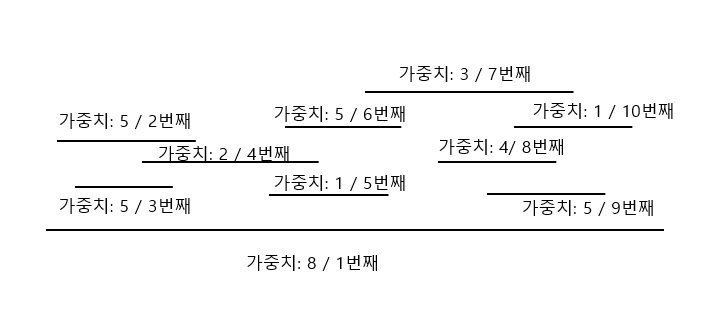 가중치: 3 / 7번째
가중치: 5 / 2번째
가중치: 5 / 6번째
가중치: 1 / 10번째
가중치: 2 / 4번째
가중치: 4/ 8번째
가중치: 1 / 5번째
가중치: 5 / 3번째
가중치: 5 / 9번째
가중치: 8 / 1번째